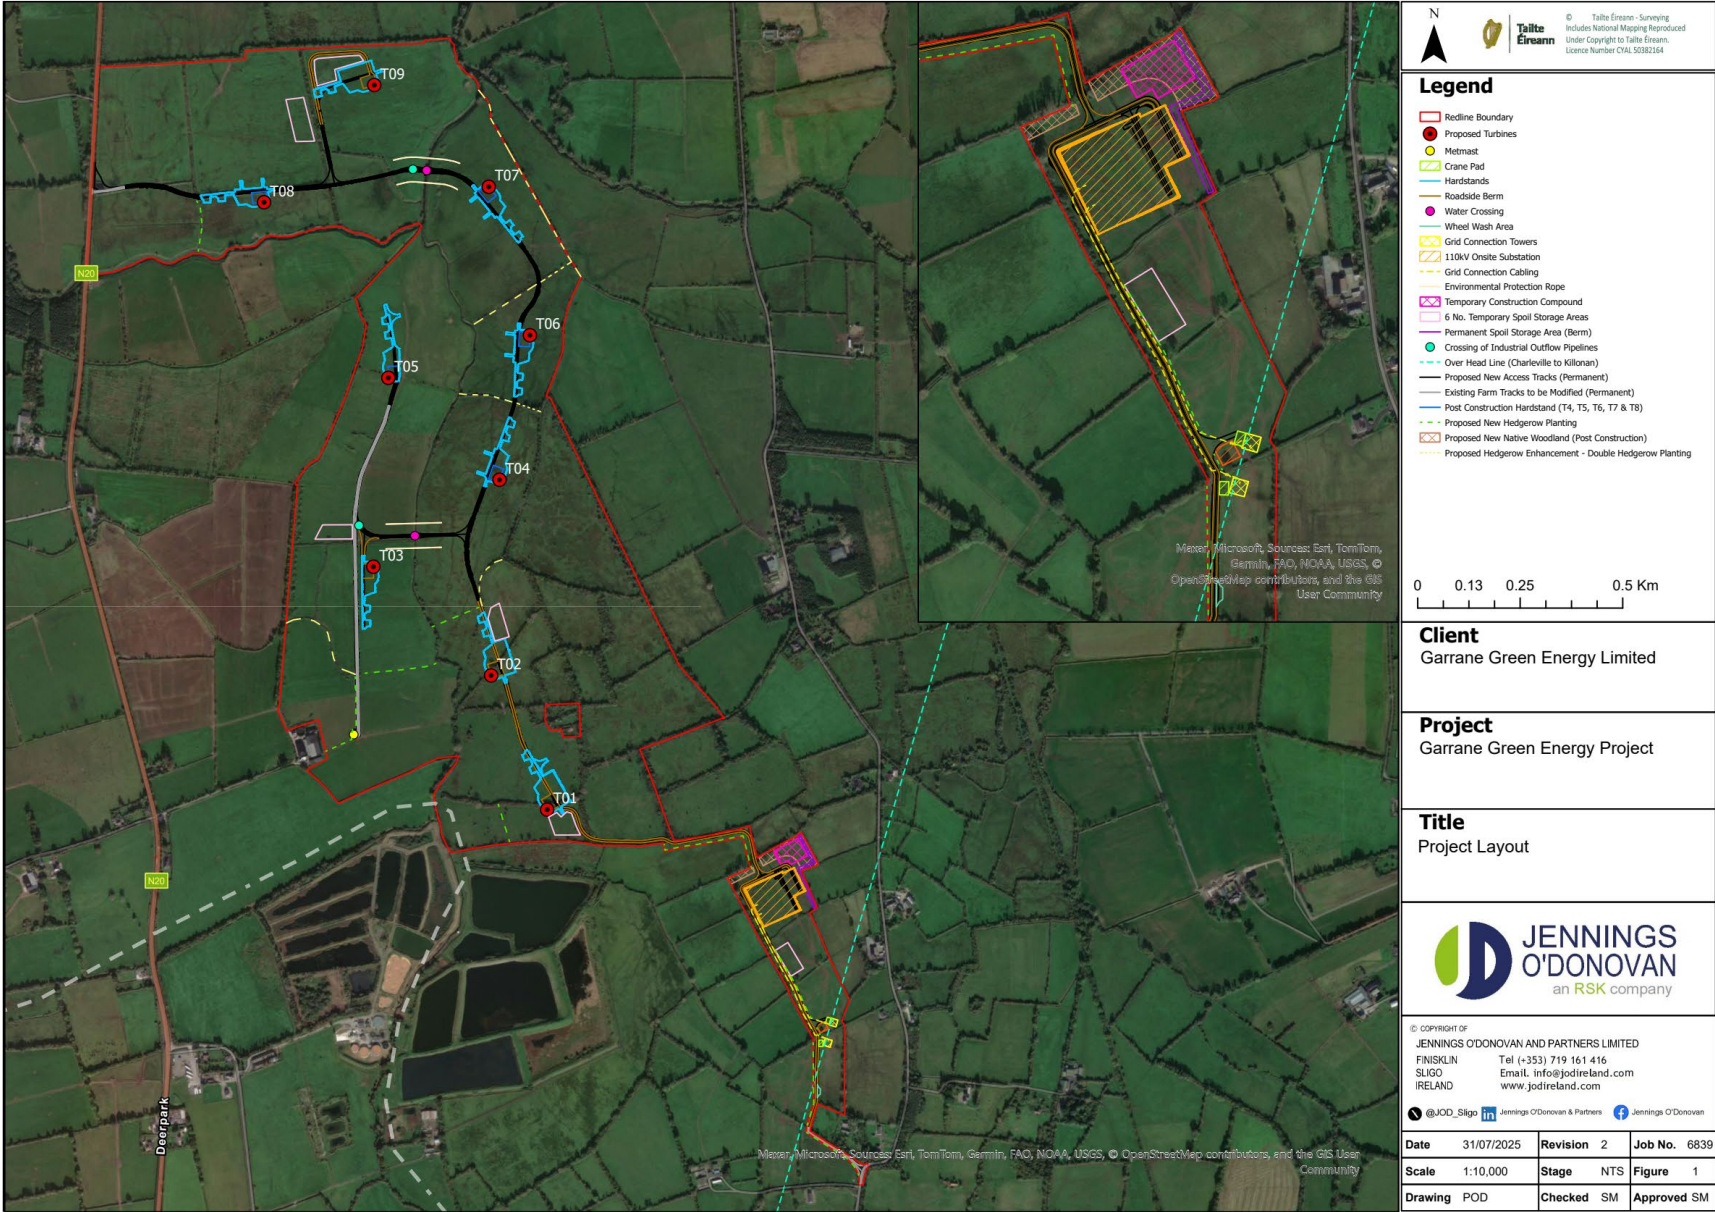 T09
T08
T07
T06
T05
T04
T03
T02
T01
N20
N20
Deerpark
Maxar, Microsoft, Sources: Esri, TomTom, Garmin, FAO, NOAA, USGS, © OpenStreetMap contributors, and the GIS User
Community
Maxar, Microsoft, Sources: Esri, TomTom,
Garmin, FAO, NOAA, USGS, ©
OpenStreetMap contributors, and the GIS
User Community
N
Tailte
Éireann
© Tailte Éireann - Surveying
Includes National Mapping Reproduced
Under Copyright to Tailte Éireann.
Licence Number CYAL 50382164
Legend
Redline Boundary
Proposed Turbines
Metmast
Crane Pad
Hardstands
Roadside Berm
Water Crossing
Wheel Wash Area
Grid Connection Towers
110kV Onsite Substation
Grid Connection Cabling
Environmental Protection Rope
Temporary Construction Compound
6 No. Temporary Spoil Storage Areas
Permanent Spoil Storage Area (Berm)
Crossing of Industrial Outflow Pipelines
Over Head Line (Charleville to Killonan)
Proposed New Access Tracks (Permanent)
Existing Farm Tracks to be Modified (Permanent)
Post Construction Hardstand (T4, T5, T6, T7 & T8)
Proposed New Hedgerow Planting
Proposed New Native Woodland (Post Construction)
Proposed Hedgerow Enhancement - Double Hedgerow Planting
0 0.13 0.25 0.5 Km
Client
Garrane Green Energy Limited
Project
Garrane Green Energy Project
Title
Project Layout
JENNINGS
O'DONOVAN
an RSK company
© COPYRIGHT OF
JENNINGS O'DONOVAN AND PARTNERS LIMITED
FINISKLIN Tel (+353) 719 161 416
SLIGO Email. info@jodireland.com
IRELAND www.jodireland.com
@JOD_Sligo in Jennings O'Donovan & Partners f Jennings O'Donovan
Date 31/07/2025 Revision 2 Job No. 6839
Scale 1:10,000 Stage NTS Figure 1
Drawing POD Checked SM Approved SM